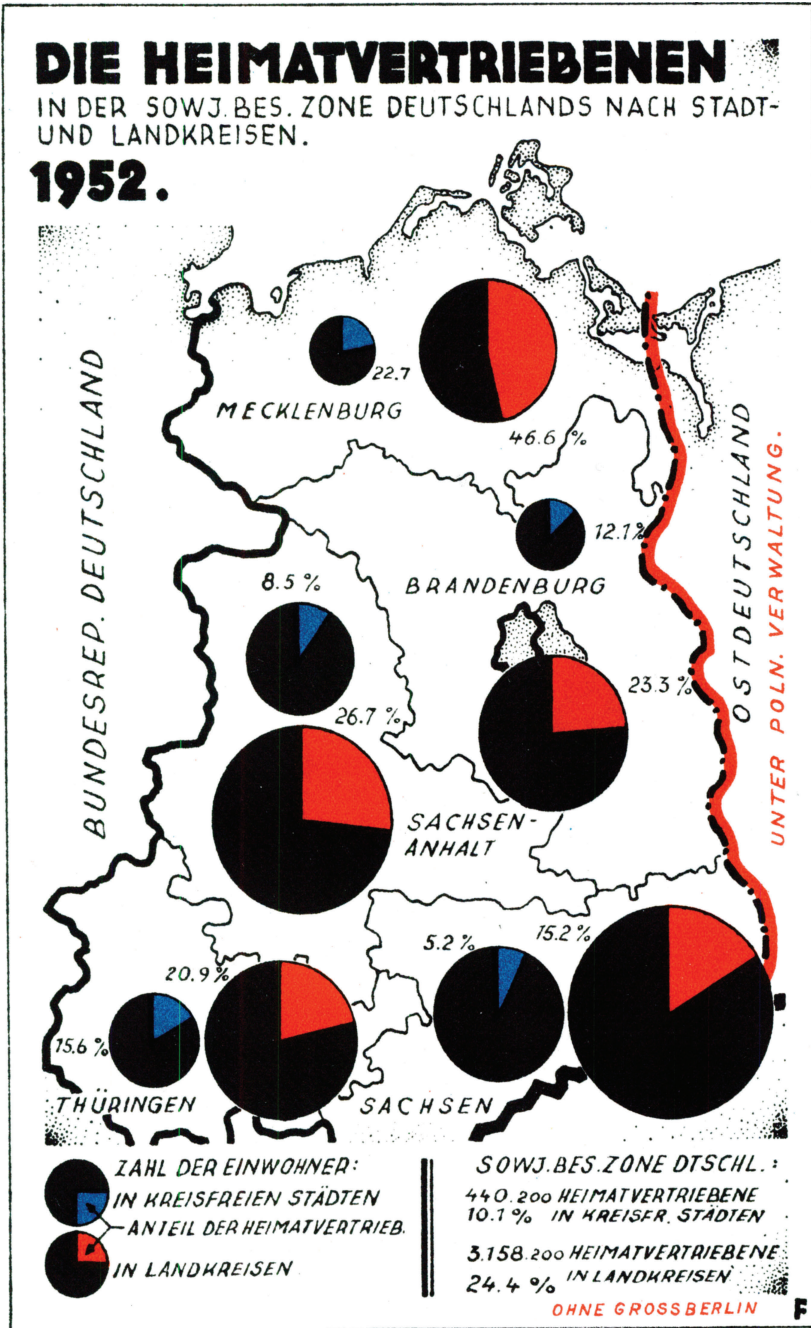 DIE HEIMATVERTRIEBENEN
IN DER SOWJ. BES. ZONE DEUTSCHLANDS NACH STADT-
UND LANDKREISEN.
1952.
BUNDESREP. DEUTSCHLAND
22.7
MECKLENBURG
46.6 %
12.1%
BRANDENBURG
8.5 %
26.7 %
23.3 %
OSTDEUTSCHLAND
UNTER POLN. VERWALTUNG.
SACHSEN-
ANHALT
5.2 %
15.2 %
20.9 %
15.6 %
THÜRINGEN
SACHSEN
ZAHL DER EINWOHNER:
IN KREISFREIEN STÄDTEN
ANTEIL DER HEIMATVERTRIEB.
IN LANDKREISEN
SOWJ. BES. ZONE DTSCHL.:
440.200 HEIMATVERTRIEBENE
10.1 % IN KREISFR. STÄDTEN
3.158.200 HEIMATVERTRIEBENE
24.4 % IN LANDKREISEN
OHNE GROSSBERLIN
F